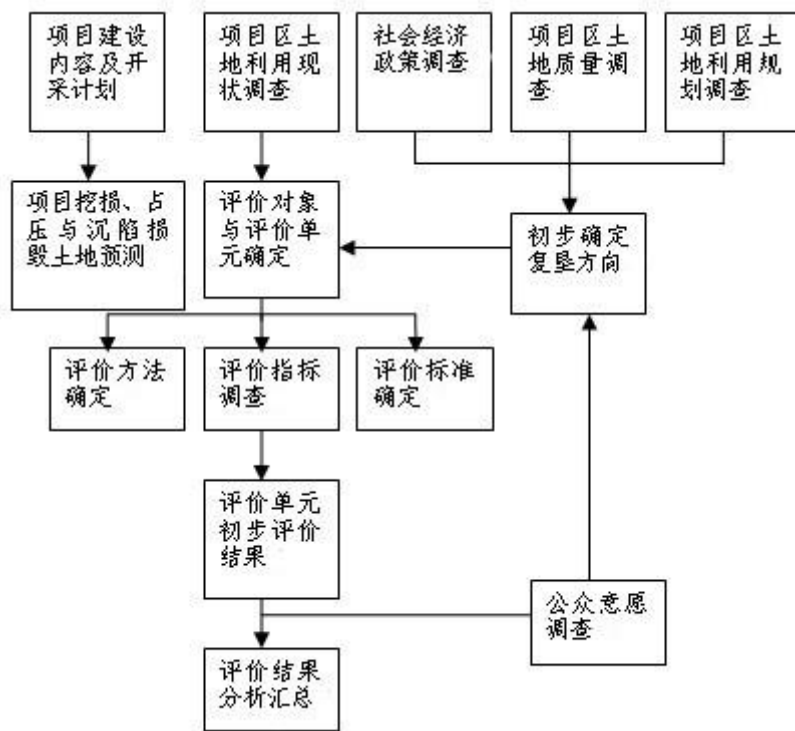 项目建设
内容及开
采计划
项目区土
地利用现
状调查
社会经济
政策调查
项目区土
地质量调
查
项目区土
地利用规
划调查
项目挖损、占
压与沉陷损
毁土地预测
评价对象
与评价单
元确定
初步确定
复垦方向
评价方法
确定
评价指标
调查
评价标准
确定
评价单元
初步评价
结果
公众意愿
调查
评价结果
分析汇总